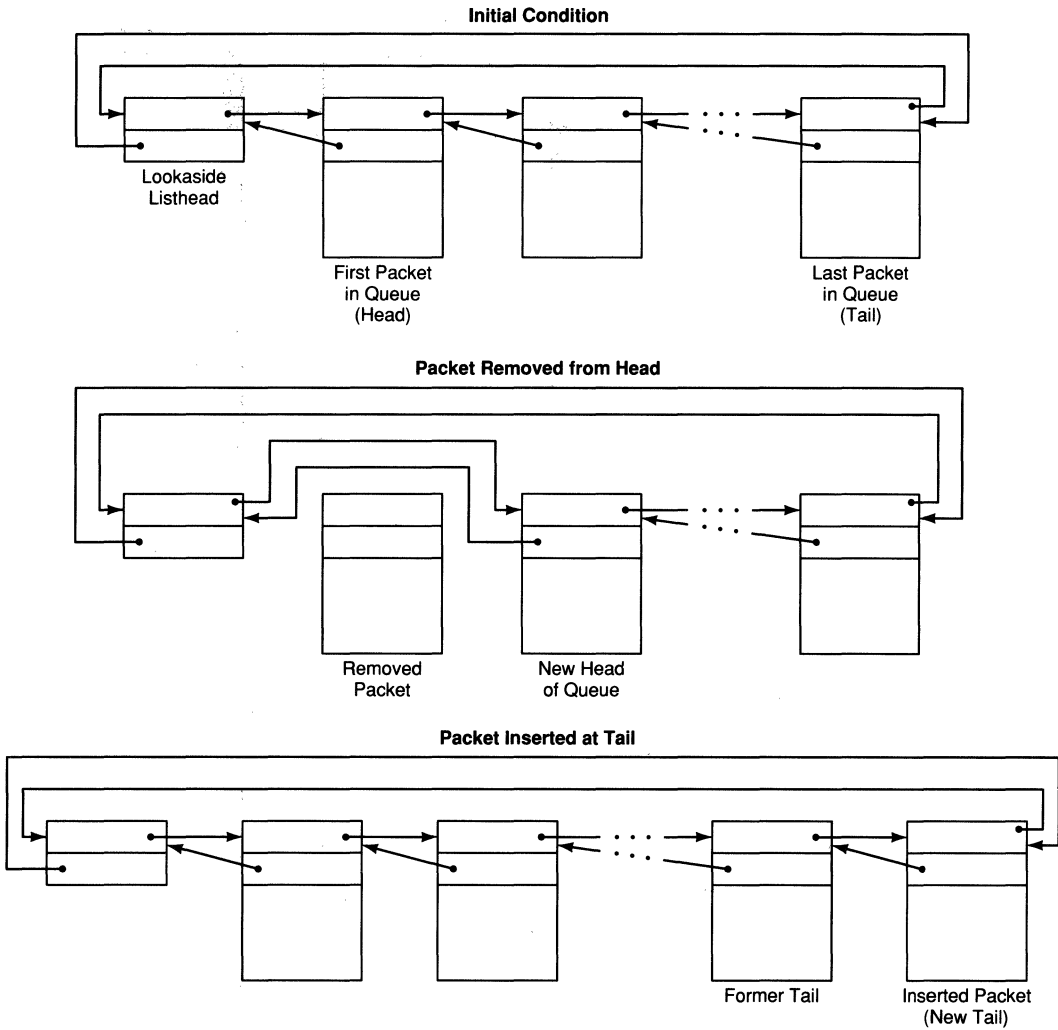 Initial Condition
Lookaside
Listhead
First Packet
in Queue
(Head)
Last Packet
in Queue
(Tail)
Packet Removed from Head
Removed
Packet
New Head
of Queue
Packet Inserted at Tail
Former Tail
Inserted Packet
(New Tail)